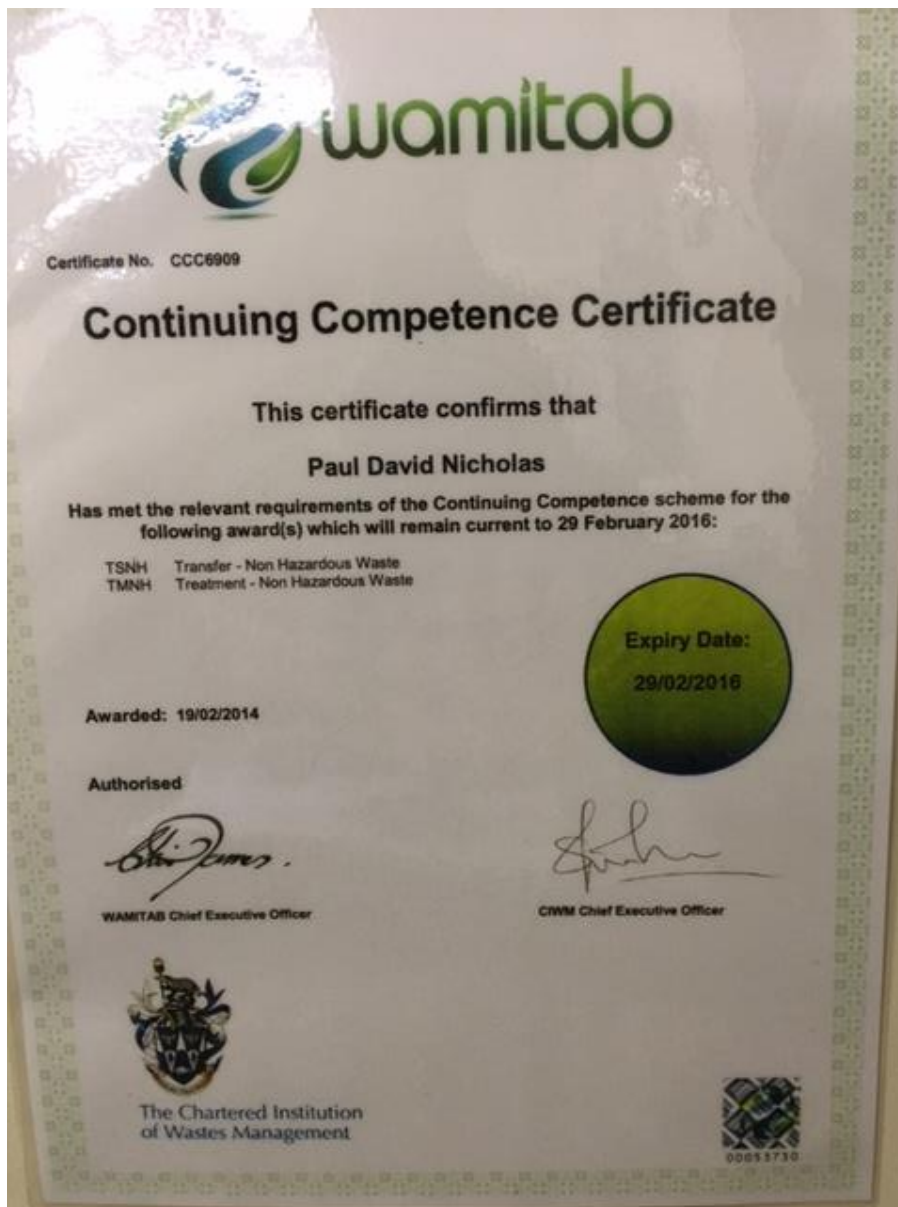 wamitab
Certificate No. CCC6909
Continuing Competence Certificate
This certificate confirms that
Paul David Nicholas
Has met the relevant requirements of the Continuing Competence scheme for the
following award(s) which will remain current to 29 February 2016:
TSNH Transfer - Non Hazardous Waste
TMNH Treatment - Non Hazardous Waste
Expiry Date:
29/02/2016
Awarded: 19/02/2014
Authorised
WAMITAB Chief Executive Officer
CIWM Chief Executive Officer
The Chartered Institution
of Wastes Management
00053730